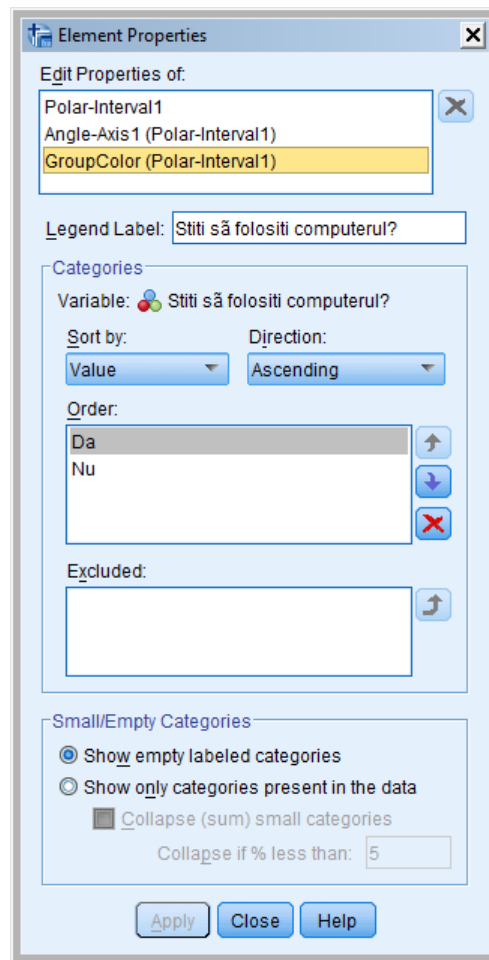 Element Properties
Edit Properties of:
Polar-Interval1
Angle-Axis1 (Polar-Interval1)
GroupColor (Polar-Interval1)
Legend Label: Stiti sã folositi computerul?
Categories
Variable: Stiti sã folositi computerul?
Sort by: Direction:
Value Ascending
Order:
Da
Nu
Excluded:
Small/Empty Categories
Show empty labeled categories
Show only categories present in the data
Collapse (sum) small categories
Collapse if % less than: 5
Apply Close Help